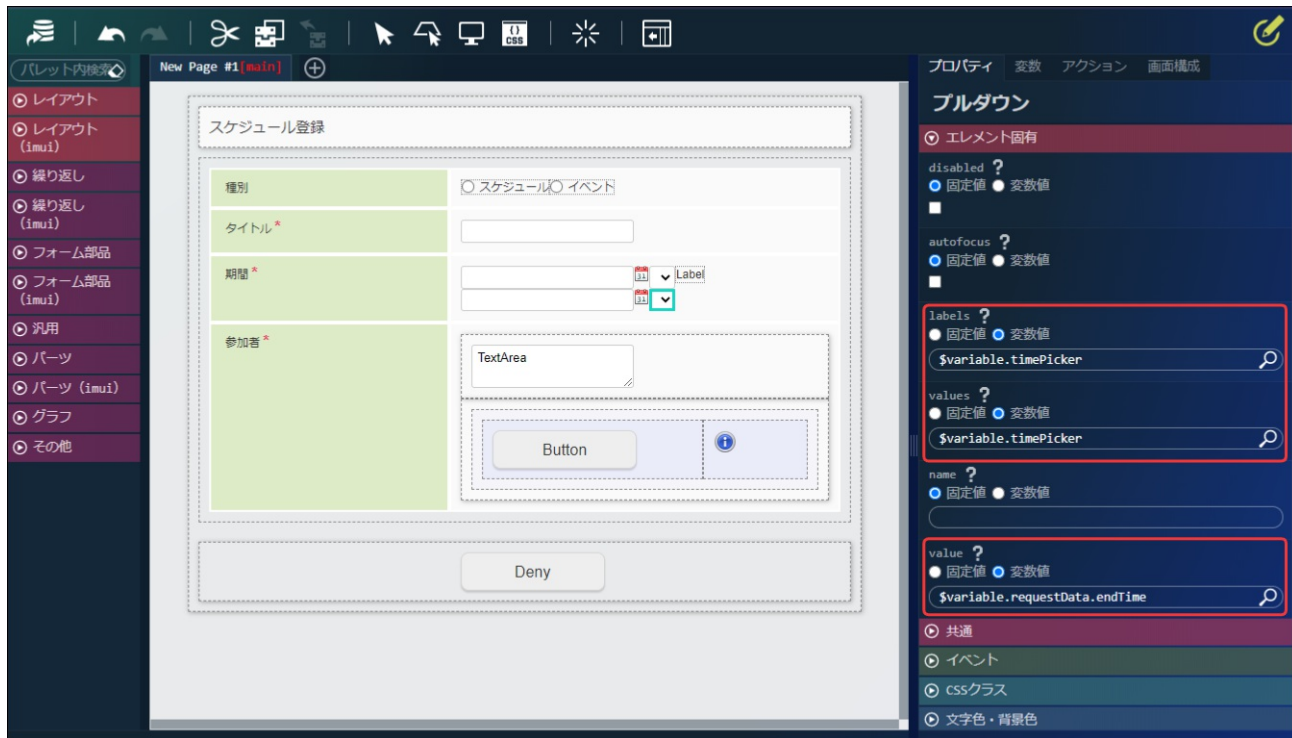 {}
CSS
パレット内検索
レイアウト
レイアウト
(imui)
繰り返し
繰り返し
(imui)
フォーム部品
フォーム部品
(imui)
汎用
パーツ
パーツ (imui)
グラフ
その他
New Page #1[main]
スケジュール登録
種別
スケジュール イベント
タイトル*
期間*
31 Label
31
参加者*
TextArea
Button
Deny
プロパティ 変数 アクション 画面構成
プルダウン
エレメント固有
disabled ?
固定値 変数値
autofocus ?
固定値 変数値
labels ?
固定値 変数値
$variable.timePicker
values ?
固定値 変数値
$variable.timePicker
name ?
固定値 変数値
value ?
固定値 変数値
$variable.requestData.endTime
共通
イベント
CSSクラス
文字色・背景色